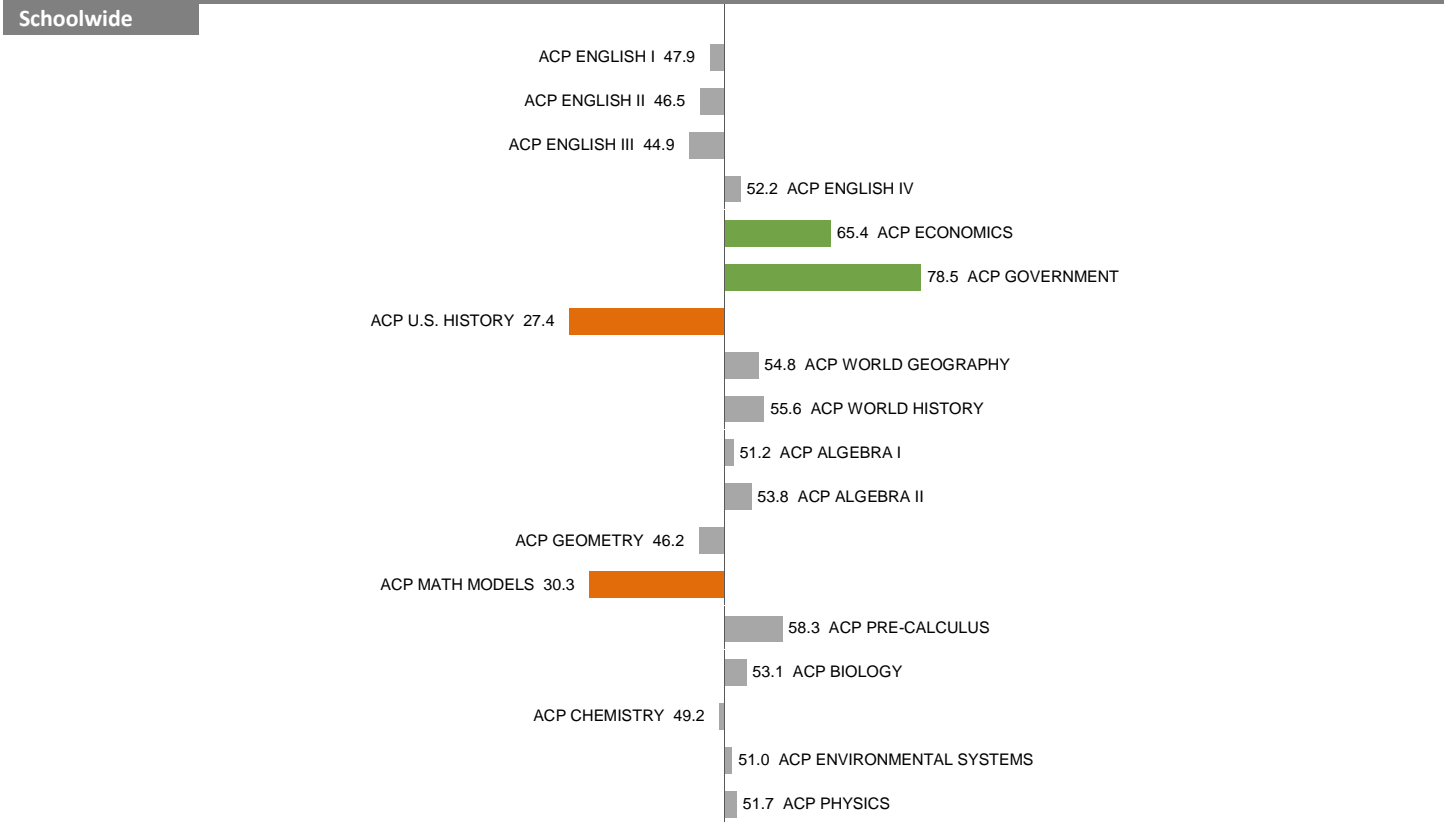 Schoolwide
ACP ENGLISH I 47.9
ACP ENGLISH II 46.5
ACP ENGLISH III 44.9
52.2 ACP ENGLISH IV
65.4 ACP ECONOMICS
78.5 ACP GOVERNMENT
ACP U.S. HISTORY 27.4
54.8 ACP WORLD GEOGRAPHY
55.6 ACP WORLD HISTORY
51.2 ACP ALGEBRA I
53.8 ACP ALGEBRA II
ACP GEOMETRY 46.2
ACP MATH MODELS 30.3
58.3 ACP PRE-CALCULUS
53.1 ACP BIOLOGY
ACP CHEMISTRY 49.2
51.0 ACP ENVIRONMENTAL SYSTEMS
51.7 ACP PHYSICS